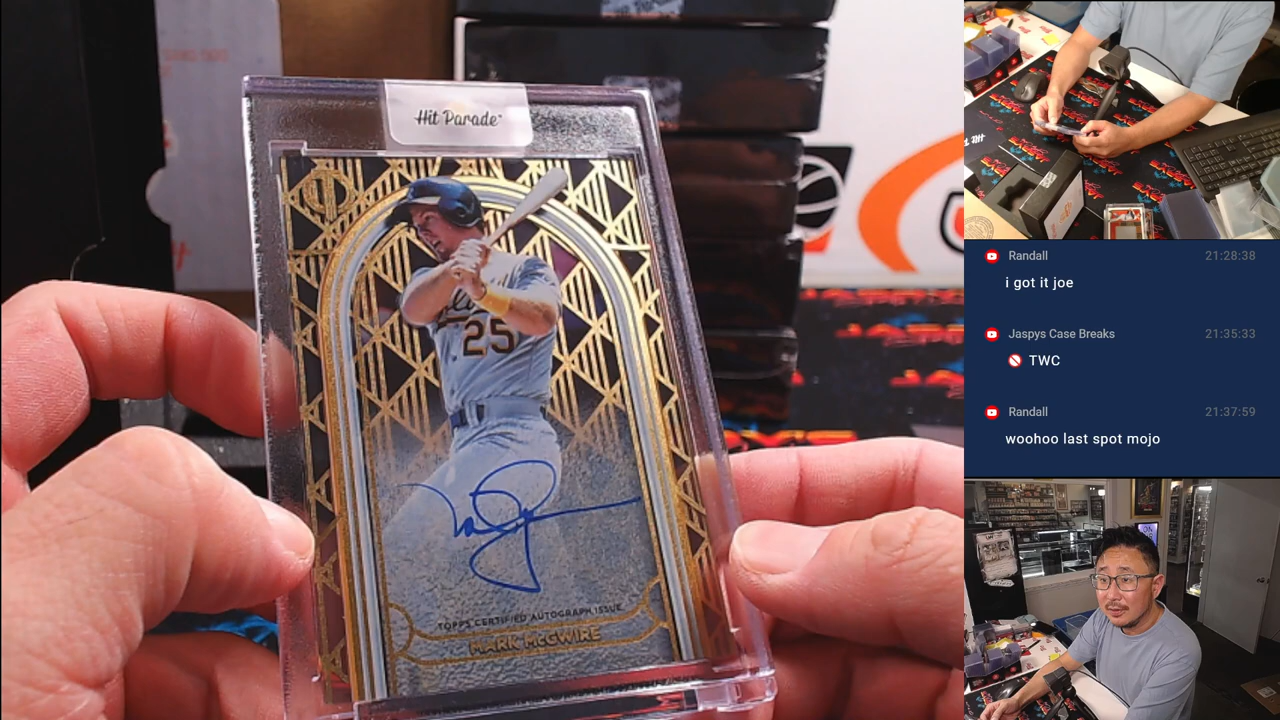 Hit Parade
25
TOPPS CERTIFIED AUTOGRAPH ISSUE
MARK McGWIRE
Randall 21:28:38
i got it joe
Jaspys Case Breaks 21:35:33
TWC
Randall 21:37:59
woohoo last spot mojo